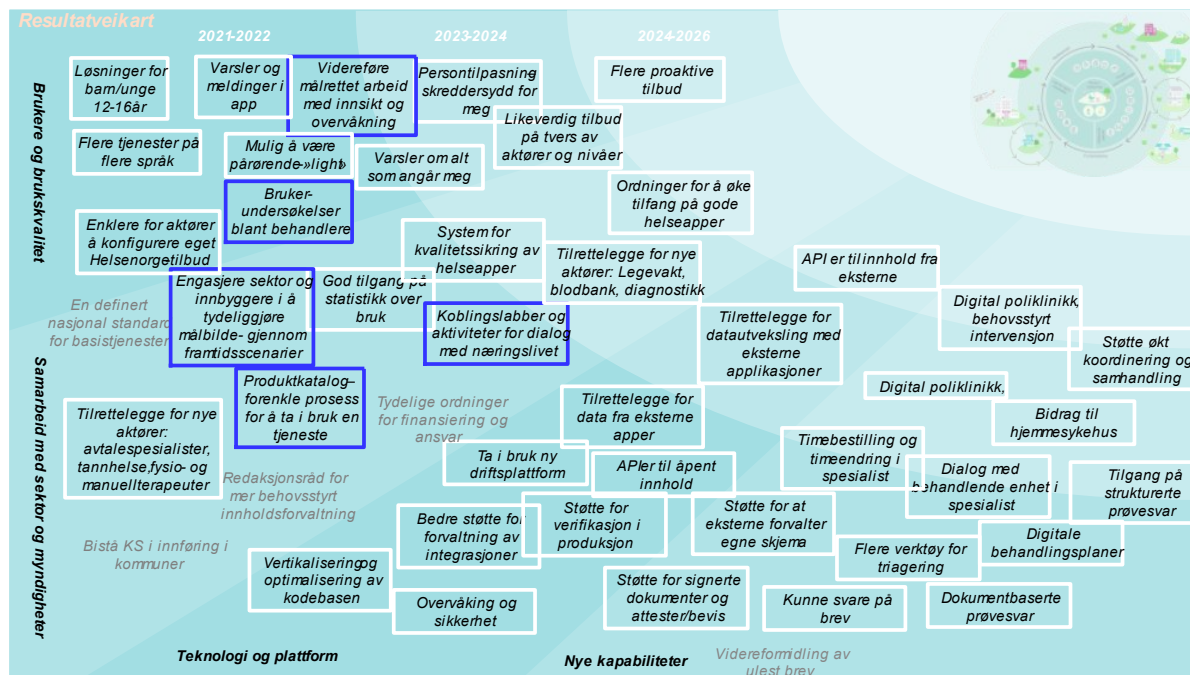 Resultatveikart
2021-2022
2023-2024
2024-2026
Brukere og brukskvalitet
Samarbeid med sektor og myndigheter
Løsninger for
barn/unge
12-16år
Varsler og
meldinger i
app
Videreføre
målrettet arbeid
med innsikt og
overvåkning
Persontilpasning-
skreddersydd for
meg
Flere proaktive
tilbud
Likeverdig tilbud
på tvers av
aktører og nivåer
Flere tjenester på
flere språk
Mulig å være
pårørende-»light»
Varsler om alt
som angår meg
Bruker-
undersøkelser
blant behandlere
Ordninger for å øke
tilfang på gode
helseapper
Enklere for aktører
å konfigurere eget
Helsenorgetilbud
System for
kvalitetssikring av
helseapper
Tilrettelegge for nye
aktører: Legevakt,
blodbank, diagnostikk
API er til innhold fra
eksterne
Engasjere sektor og
innbyggere i å
tydeliggjøre
målbilde- gjennom
framtidsscenarier
God tilgang på
statistikk over
bruk
En definert
nasjonal standard
for basistjenester
Koblingslabber og
aktiviteter for dialog
med næringslivet
Tilrettelegge for
datautveksling med
eksterne
applikasjoner
Digital poliklinikk,
behovsstyrt
intervensjon
Støtte økt
koordinering og
samhandling
Produktkatalog–
forenkle prosess
for å ta i bruk en
tjeneste
Digital poliklinikk,
Tilrettelegge for nye
aktører:
avtalespesialister,
tannhelse,fysio- og
manuellterapeuter
Tydelige ordninger
for finansiering og
ansvar
Tilrettelegge for
data fra eksterne
apper
Bidrag til
hjemmesykehus
Timebestilling og
timeendring i
spesialist
Ta i bruk ny
driftsplattform
APIer til åpent
innhold
Dialog med
behandlende enhet i
spesialist
Tilgang på
strukturerte
prøvesvar
Redaksjonsråd for
mer behovsstyrt
innholdsforvaltning
Bedre støtte for
forvaltning av
integrasjoner
Støtte for
verifikasjon i
produksjon
Støtte for at
eksterne forvalter
egne skjema
Digitale
behandlingsplaner
Bistå KS i innføring i
kommuner
Flere verktøy for
triagering
Vertikaliseringog
optimalisering av
kodebasen
Støtte for signerte
dokumenter og
attester/bevis
Overvåking og
sikkerhet
Kunne svare på
brev
Dokumentbaserte
prøvesvar
Teknologi og plattform
Nye kapabiliteter
Videreformidling av
ulest brev